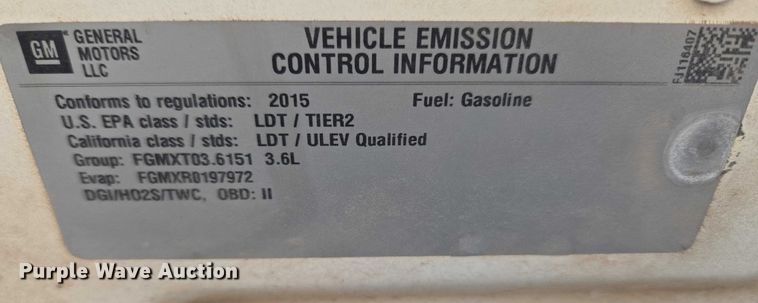 GM
GENERAL
MOTORS
LLC
VEHICLE EMISSION
CONTROL INFORMATION
Conforms to regulations: 2015 Fuel: Gasoline
U.S. EPA class / stds: LDT / TIER2
California class / stds: LDT / ULEV Qualified
Group: FGMXT03.6151 3.6L
Evap: FGMXR0197972
DGI/HO2S/TWC, OBD: II
FJ116407
Purple Wave Auction